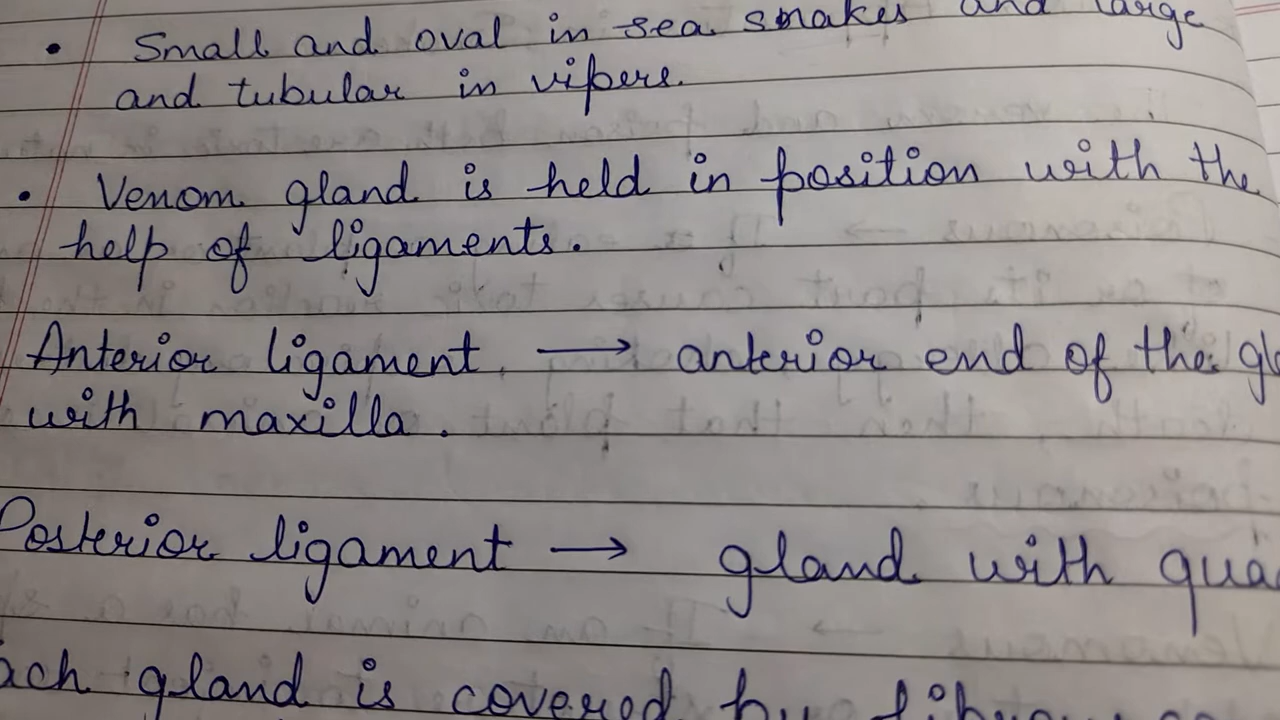 • Small and oval in sea snakes and large
and tubular in vipers.
• Venom gland is held in position with the
help of ligaments.
Anterior ligament → anterior end of the
with maxilla.
Posterior ligament → gland with
gland is covered by